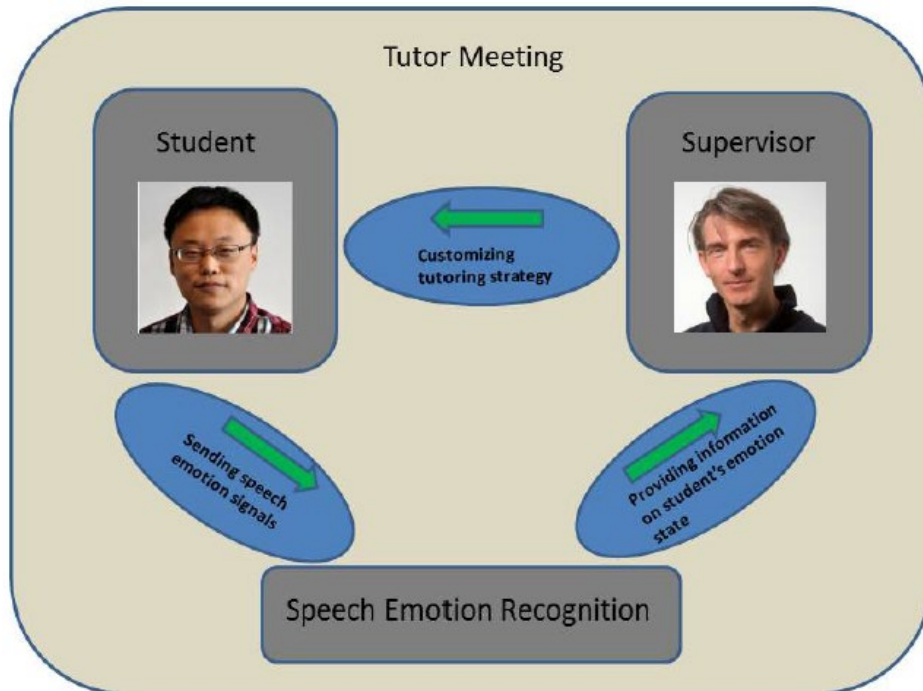 Tutor Meeting
Student
Supervisor
Customizing
tutoring strategy
Sending speech
emotion signals
Providing information
on student's emotion
state
Speech Emotion Recognition